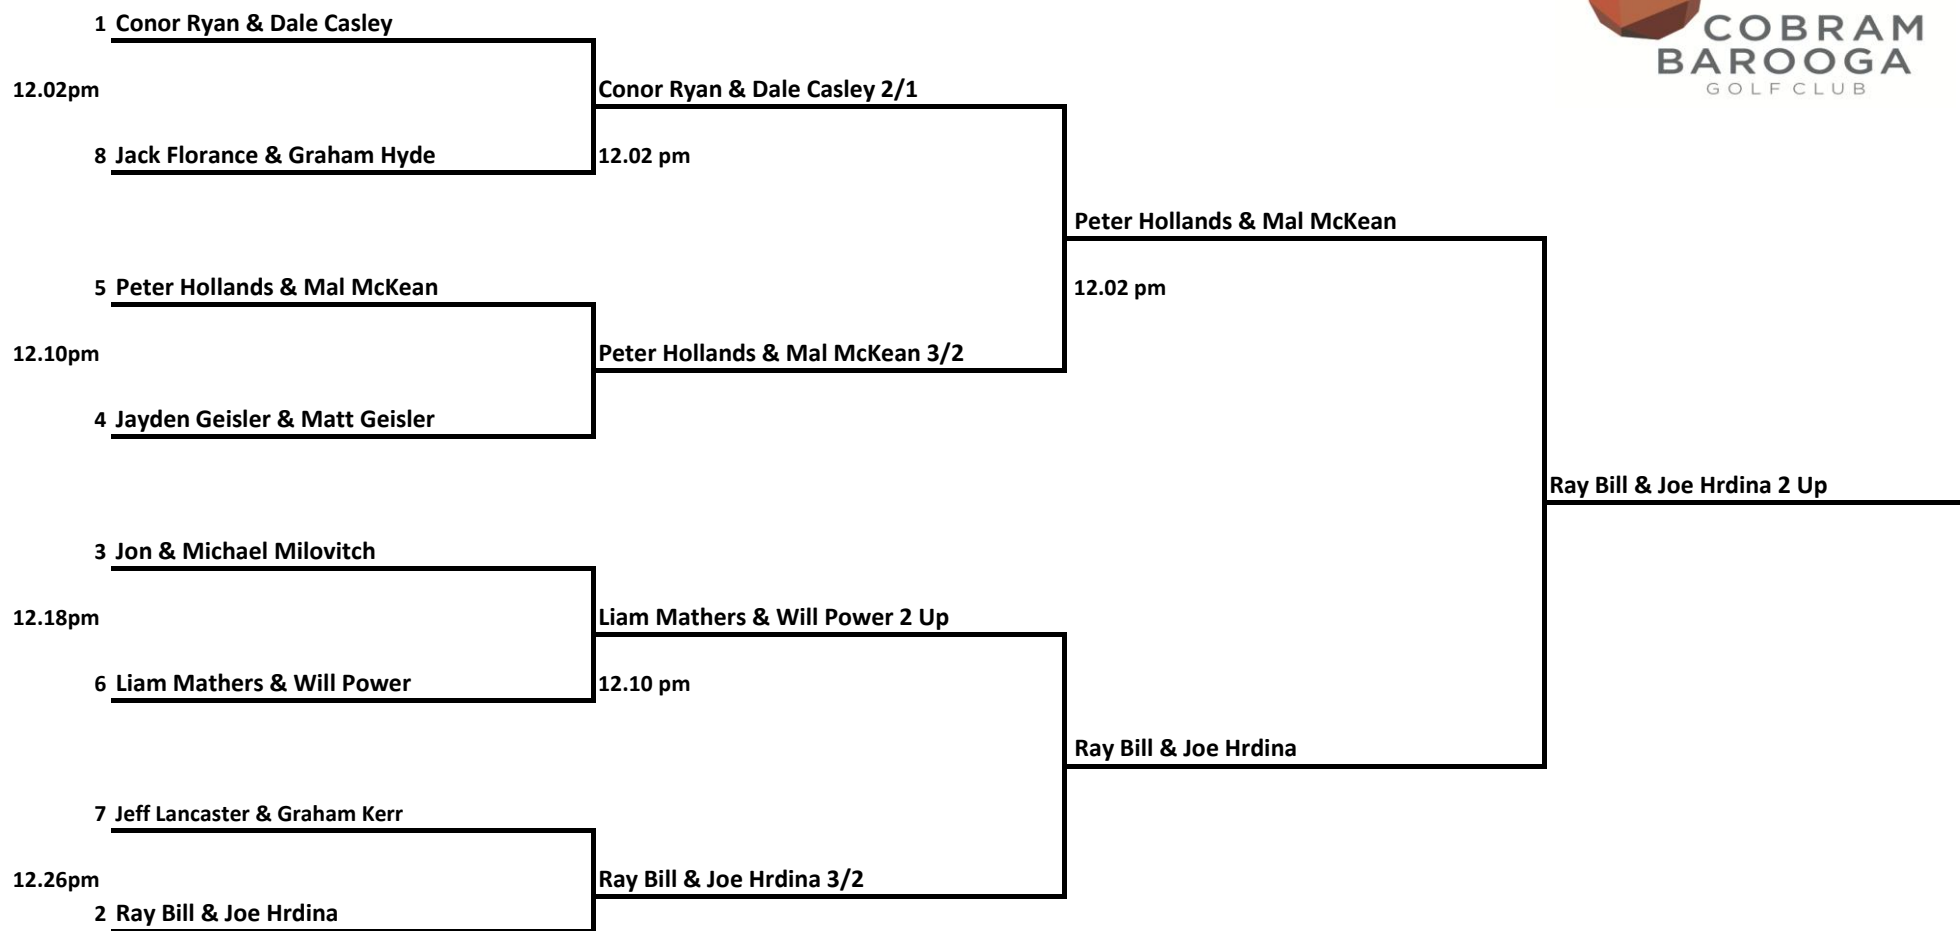 1 Conor Ryan & Dale Casley
COBRAM
BAROOGA
GOLF CLUB
12.02pm
Conor Ryan & Dale Casley 2/1
8 Jack Florance & Graham Hyde
12.02 pm
Peter Hollands & Mal McKean
5 Peter Hollands & Mal McKean
12.02 pm
12.10pm
Peter Hollands & Mal McKean 3/2
4 Jayden Geisler & Matt Geisler
Ray Bill & Joe Hrdina 2 Up
3 Jon & Michael Milovitch
12.18pm
Liam Mathers & Will Power 2 Up
6 Liam Mathers & Will Power
12.10 pm
Ray Bill & Joe Hrdina
7 Jeff Lancaster & Graham Kerr
12.26pm
Ray Bill & Joe Hrdina 3/2
2 Ray Bill & Joe Hrdina